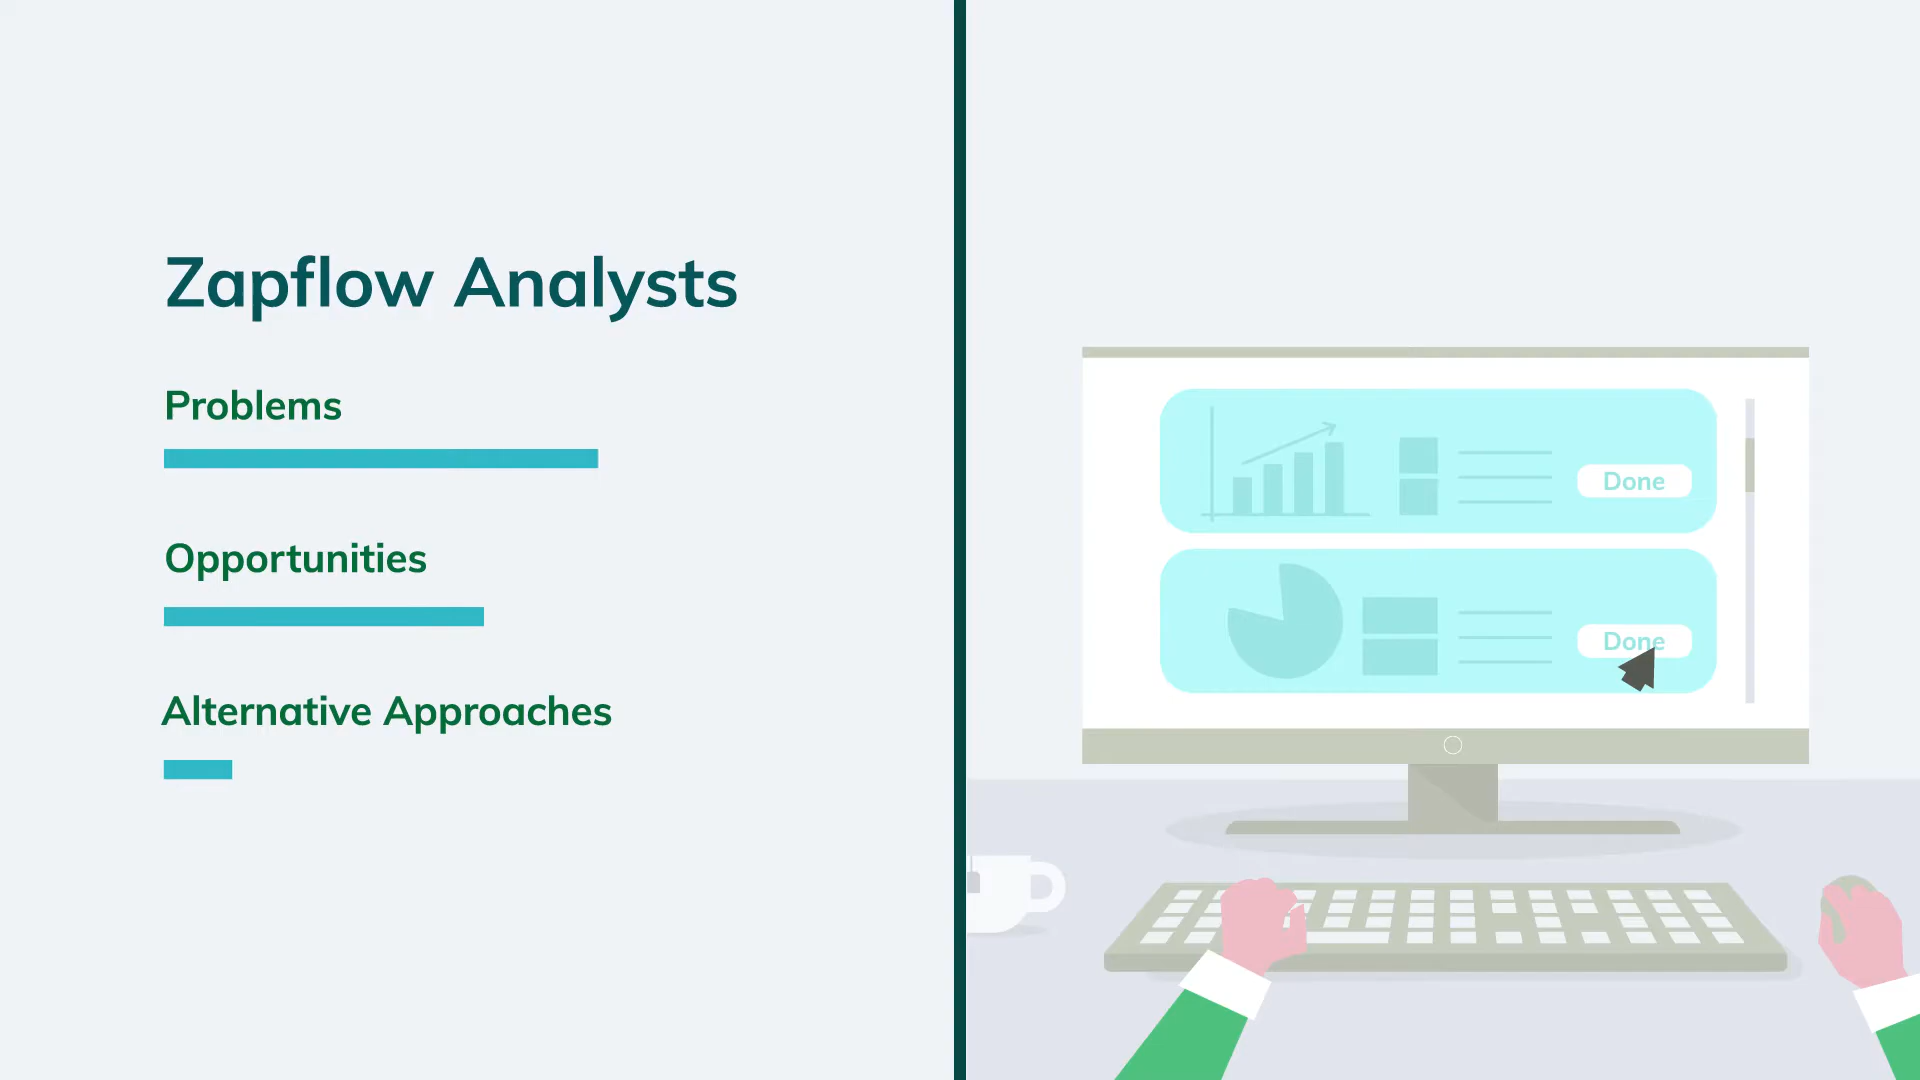 Zapflow Analysts
Problems
Opportunities
Alternative Approaches
Done
Done